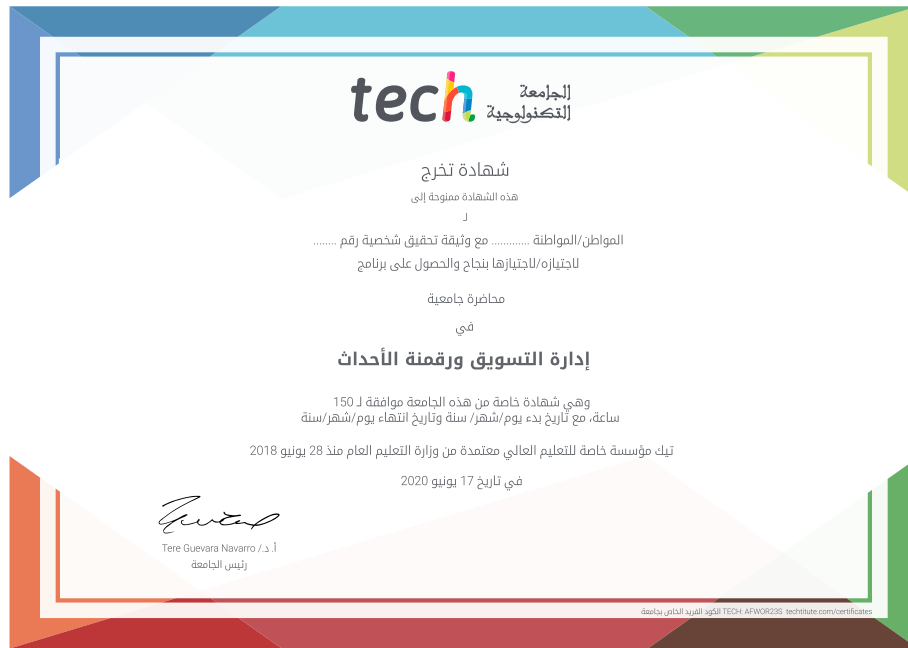 tech
الجامعة
التكنولوجية
شهادة تخرج
هذه الشهادة ممنوحة إلى
لـ
المواطن/المواطنة ............. مع وثيقة تحقيق شخصية رقم ........
لاجتيازه/لاجتيازها بنجاح والحصول على برنامج
محاضرة جامعية
في
إدارة التسويق ورقمنة الأحداث
وهي شهادة خاصة من هذه الجامعة موافقة لـ 150
ساعة، مع تاريخ بدء يوم/شهر/ سنة وتاريخ انتهاء يوم/شهر/سنة
تيك مؤسسة خاصة للتعليم العالي معتمدة من وزارة التعليم العام منذ 28 يونيو 2018
في تاريخ 17 يونيو 2020
أ. د./ Tere Guevara Navarro
رئيس الجامعة
الكود الفريد الخاص بجامعة TECH: AFWOR23S techtitute.com/certificates